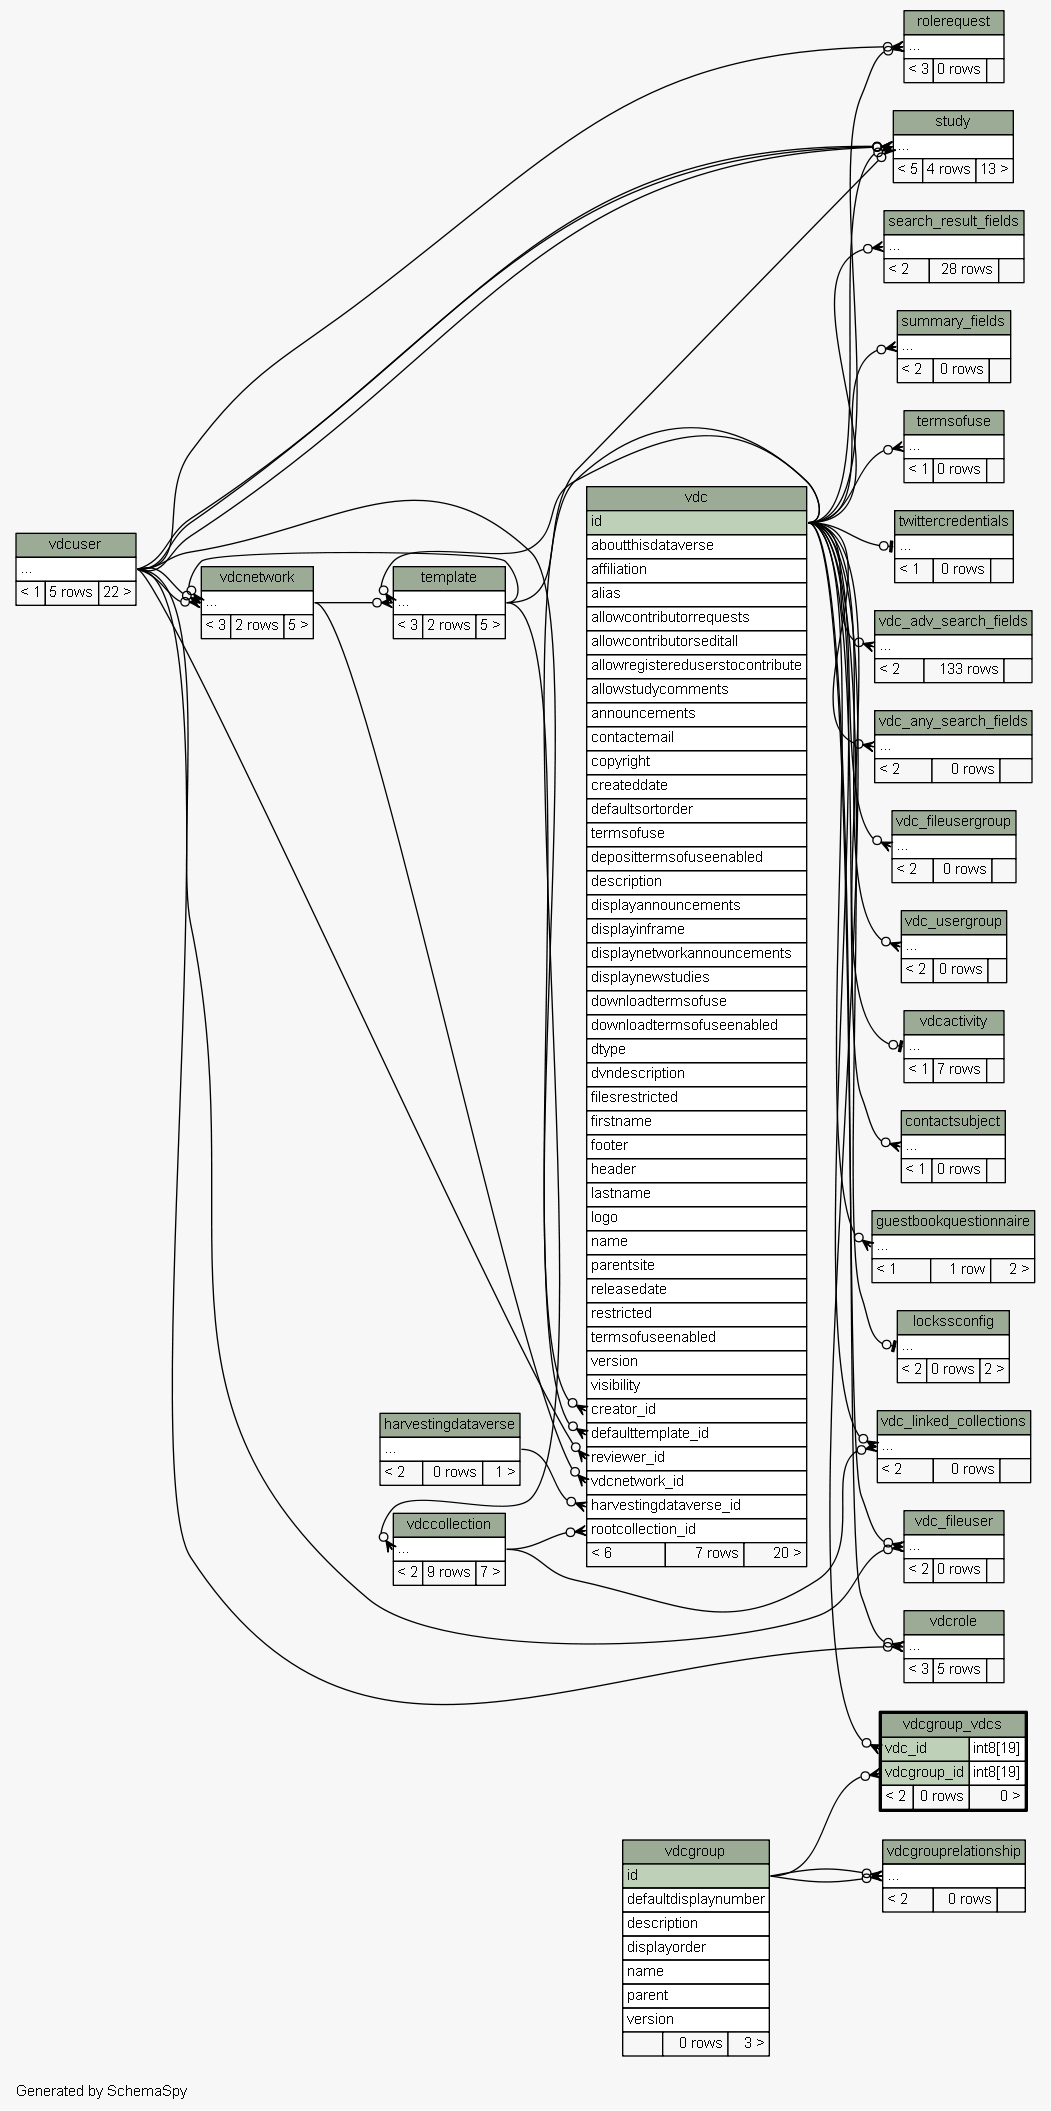 rolerequest
...
< 3 0 rows
study
...
< 5 4 rows 13 >
search_result_fields
...
< 2 28 rows
summary_fields
...
< 2 0 rows
termsofuse
...
< 1 0 rows
twittercredentials
...
< 1 0 rows
vdc_adv_search_fields
...
< 2 133 rows
vdc_any_search_fields
...
< 2 0 rows
vdc_fileusergroup
...
< 2 0 rows
vdc_usergroup
...
< 2 0 rows
vdcactivity
...
< 1 7 rows
contactsubject
...
< 1 0 rows
guestbookquestionnaire
...
< 1 1 row 2 >
lockssconfig
...
< 2 0 rows 2 >
vdc_linked_collections
...
< 2 0 rows
vdc_fileuser
...
< 2 0 rows
vdcrole
...
< 3 5 rows
vdcgroup_vdcs
vdc_id int8[19]
vdcgroup_id int8[19]
< 2 0 rows 0 >
vdcgrouprelationship
...
< 2 0 rows
vdcuser
...
< 1 5 rows 22 >
vdcnetwork
...
< 3 2 rows 5 >
template
...
< 3 2 rows 5 >
vdc
id
aboutthisdataverse
affiliation
alias
allowcontributorrequests
allowcontributorseditall
allowregistereduserstocontribute
allowstudycomments
announcements
contactemail
copyright
createddate
defaultsortorder
termsofuse
deposittermsofuseenabled
description
displayannouncements
displayinframe
displaynetworkannouncements
displaynewstudies
downloadtermsofuse
downloadtermsofuseenabled
dtype
dvndescription
filesrestricted
firstname
footer
header
lastname
logo
name
parentsite
releasedate
restricted
termsofuseenabled
version
visibility
creator_id
defaulttemplate_id
reviewer_id
vdcnetwork_id
harvestingdataverse_id
rootcollection_id
< 6 7 rows 20 >
harvestingdataverse
...
< 2 0 rows 1 >
vdccollection
...
< 2 9 rows 7 >
vdcgroup
id
defaultdisplaynumber
description
displayorder
name
parent
version
0 rows 3 >
Generated by SchemaSpy